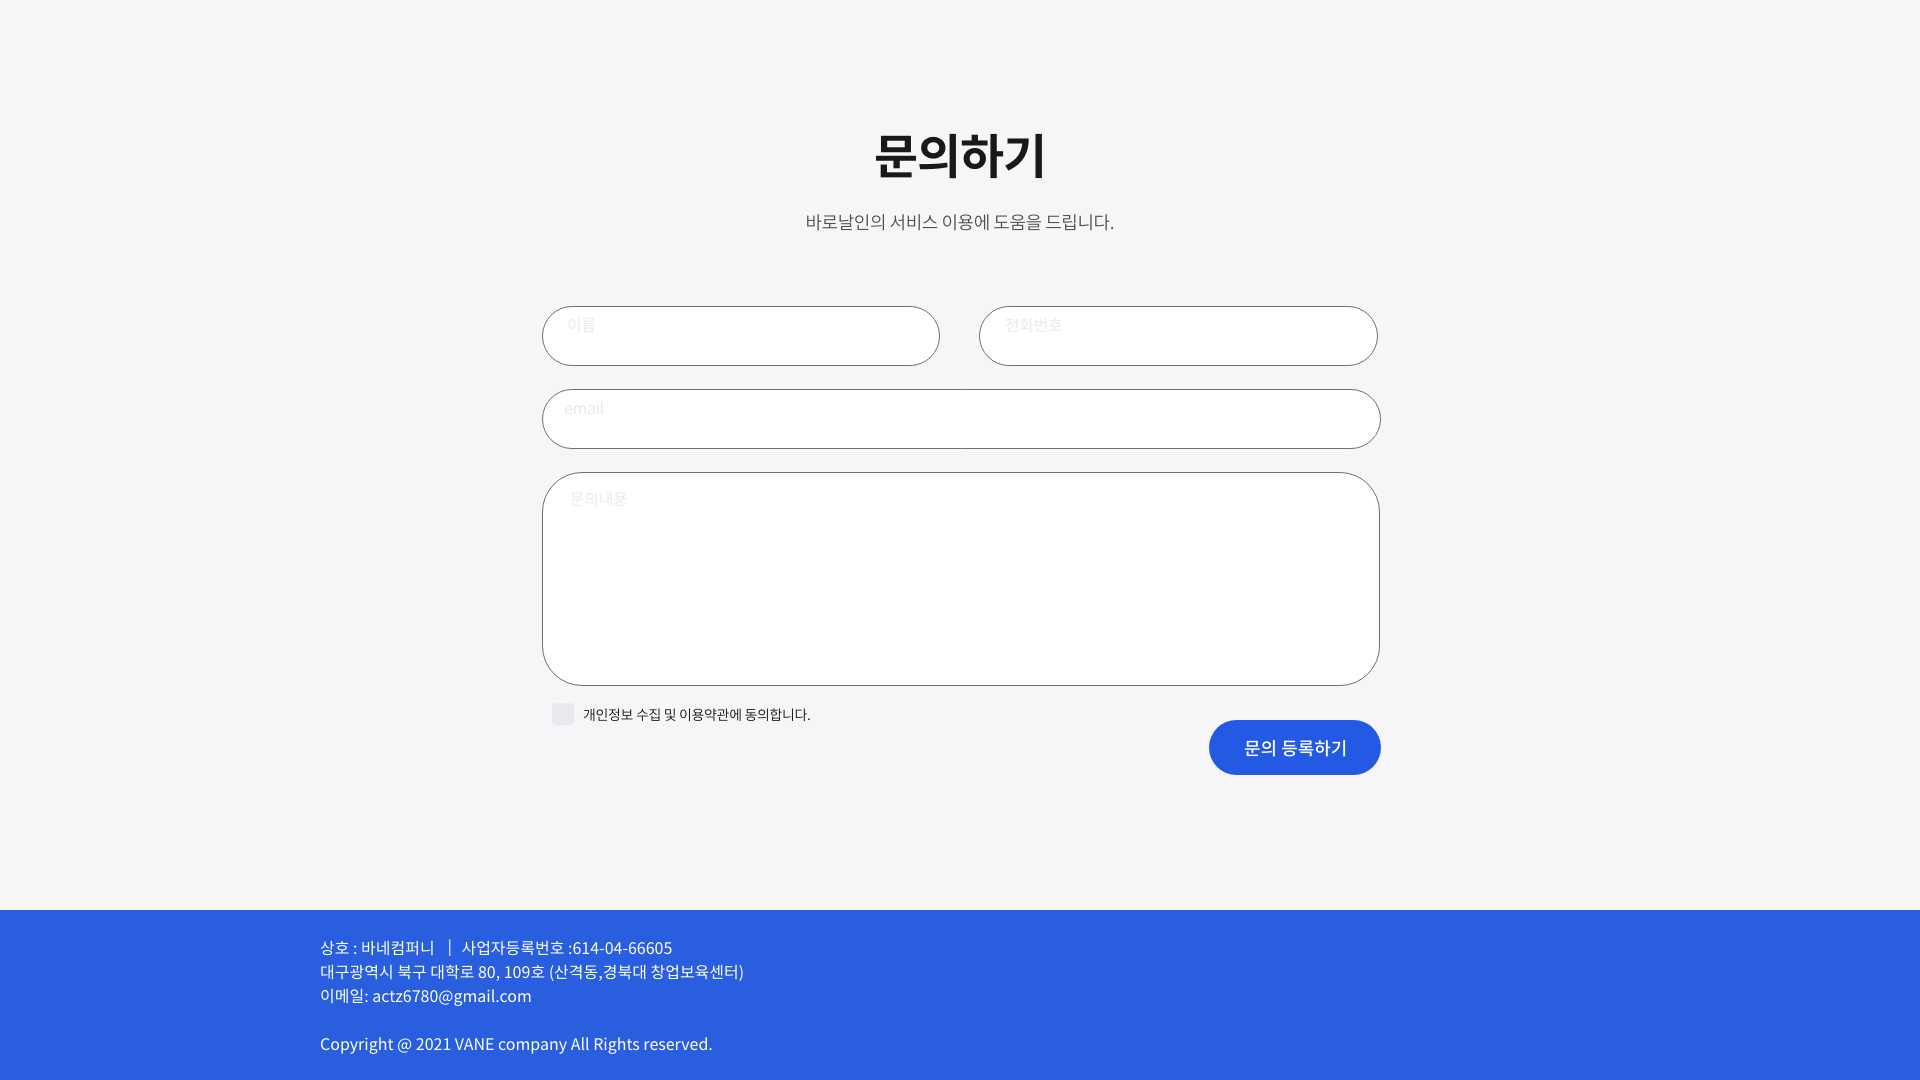 문의하기
바로날인의 서비스 이용에 도움을 드립니다.
이름
전화번호
email
문의내용
개인정보 수집 및 이용약관에 동의합니다.
문의 등록하기
상호 : 바네컴퍼니 | 사업자등록번호 :614-04-66605
대구광역시 북구 대학로 80, 109호 (산격동,경북대 창업보육센터)
이메일: actz6780@gmail.com
Copyright @ 2021 VANE company All Rights reserved.